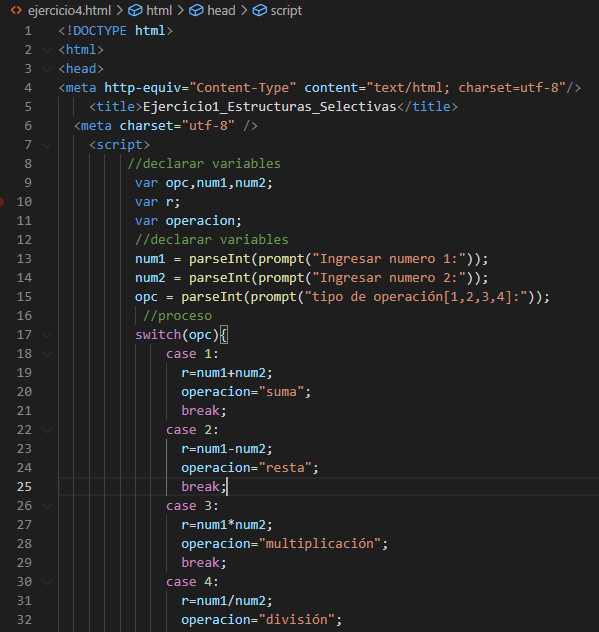 ejercicio4.html > html > head > script
1 <!DOCTYPE html>
2 <html>
3 <head>
4 <meta http-equiv="Content-Type" content="text/html; charset=utf-8"/>
5 <title>Ejercicio1_Estructuras_Selectivas</title>
6 <meta charset="utf-8" />
7 <script>
8 //declarar variables
9 var opc,num1,num2;
10 var r;
11 var operacion;
12 //declarar variables
13 num1 = parseInt(prompt("Ingresar numero 1:"));
14 num2 = parseInt(prompt("Ingresar numero 2:"));
15 opc = parseInt(prompt("tipo de operación[1,2,3,4]:"));
16 //proceso
17 switch(opc){
18 case 1:
19 r=num1+num2;
20 operacion="suma";
21 break;
22 case 2:
23 r=num1-num2;
24 operacion="resta";
25 break;
26 case 3:
27 r=num1*num2;
28 operacion="multiplicación";
29 break;
30 case 4:
31 r=num1/num2;
32 operacion="división";